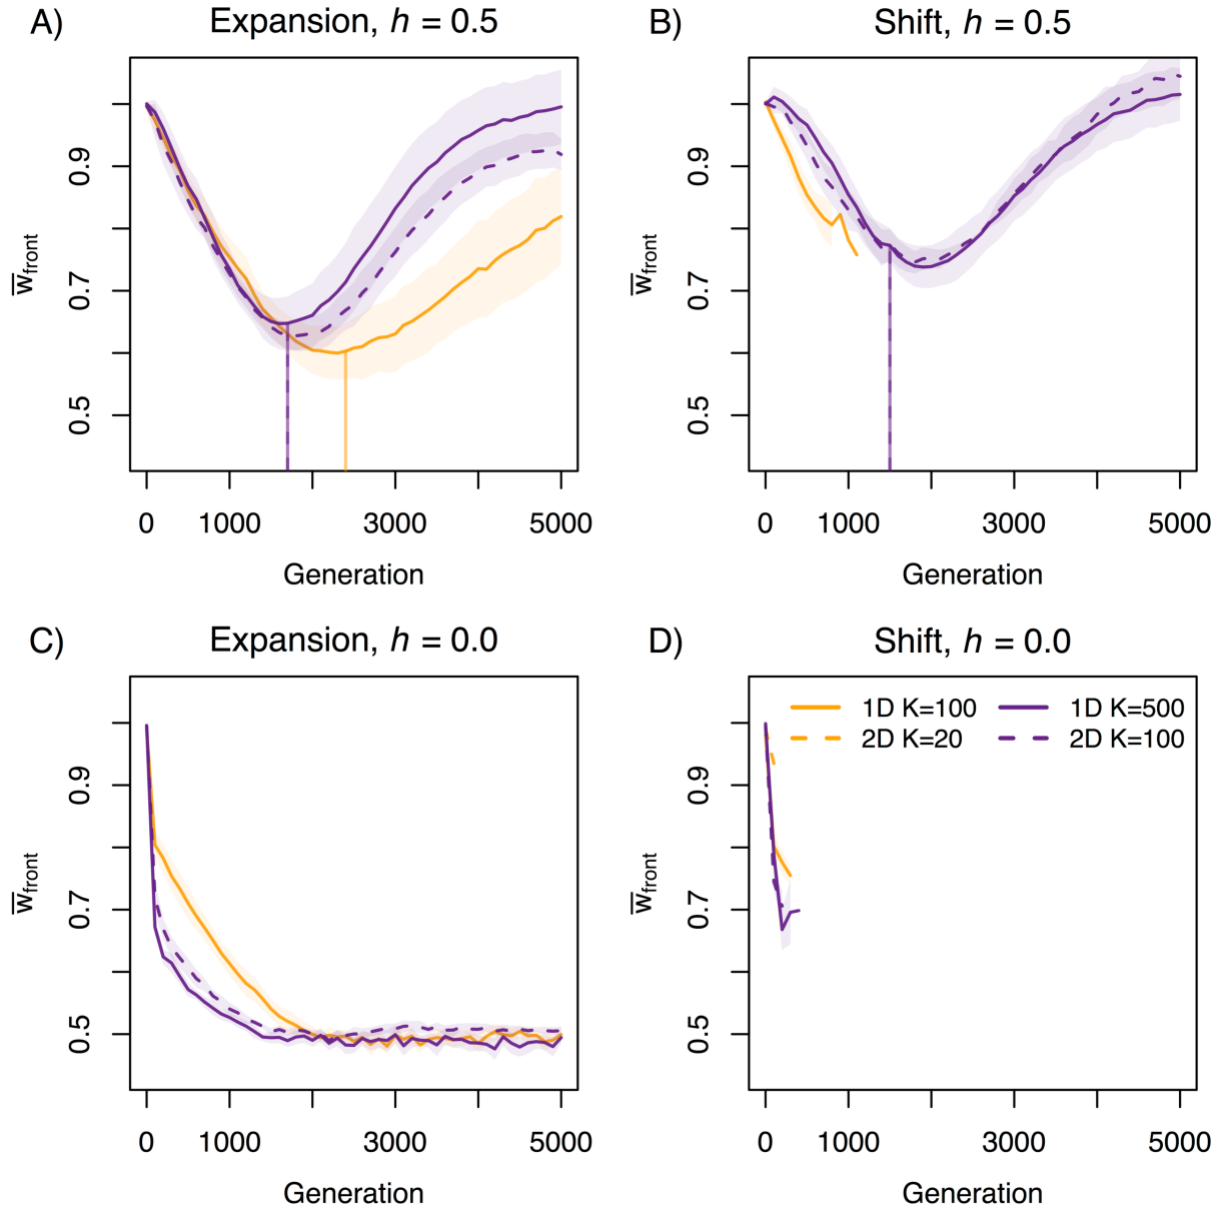 A) Expansion, h = 0.5
w̅front
0.5 0.7 0.9
0 1000 3000 5000
Generation
B) Shift, h = 0.5
w̅front
0.5 0.7 0.9
0 1000 3000 5000
Generation
C) Expansion, h = 0.0
w̅front
0.5 0.7 0.9
0 1000 3000 5000
Generation
D) Shift, h = 0.0
1D K=100 1D K=500
2D K=20 2D K=100
w̅front
0.5 0.7 0.9
0 1000 3000 5000
Generation